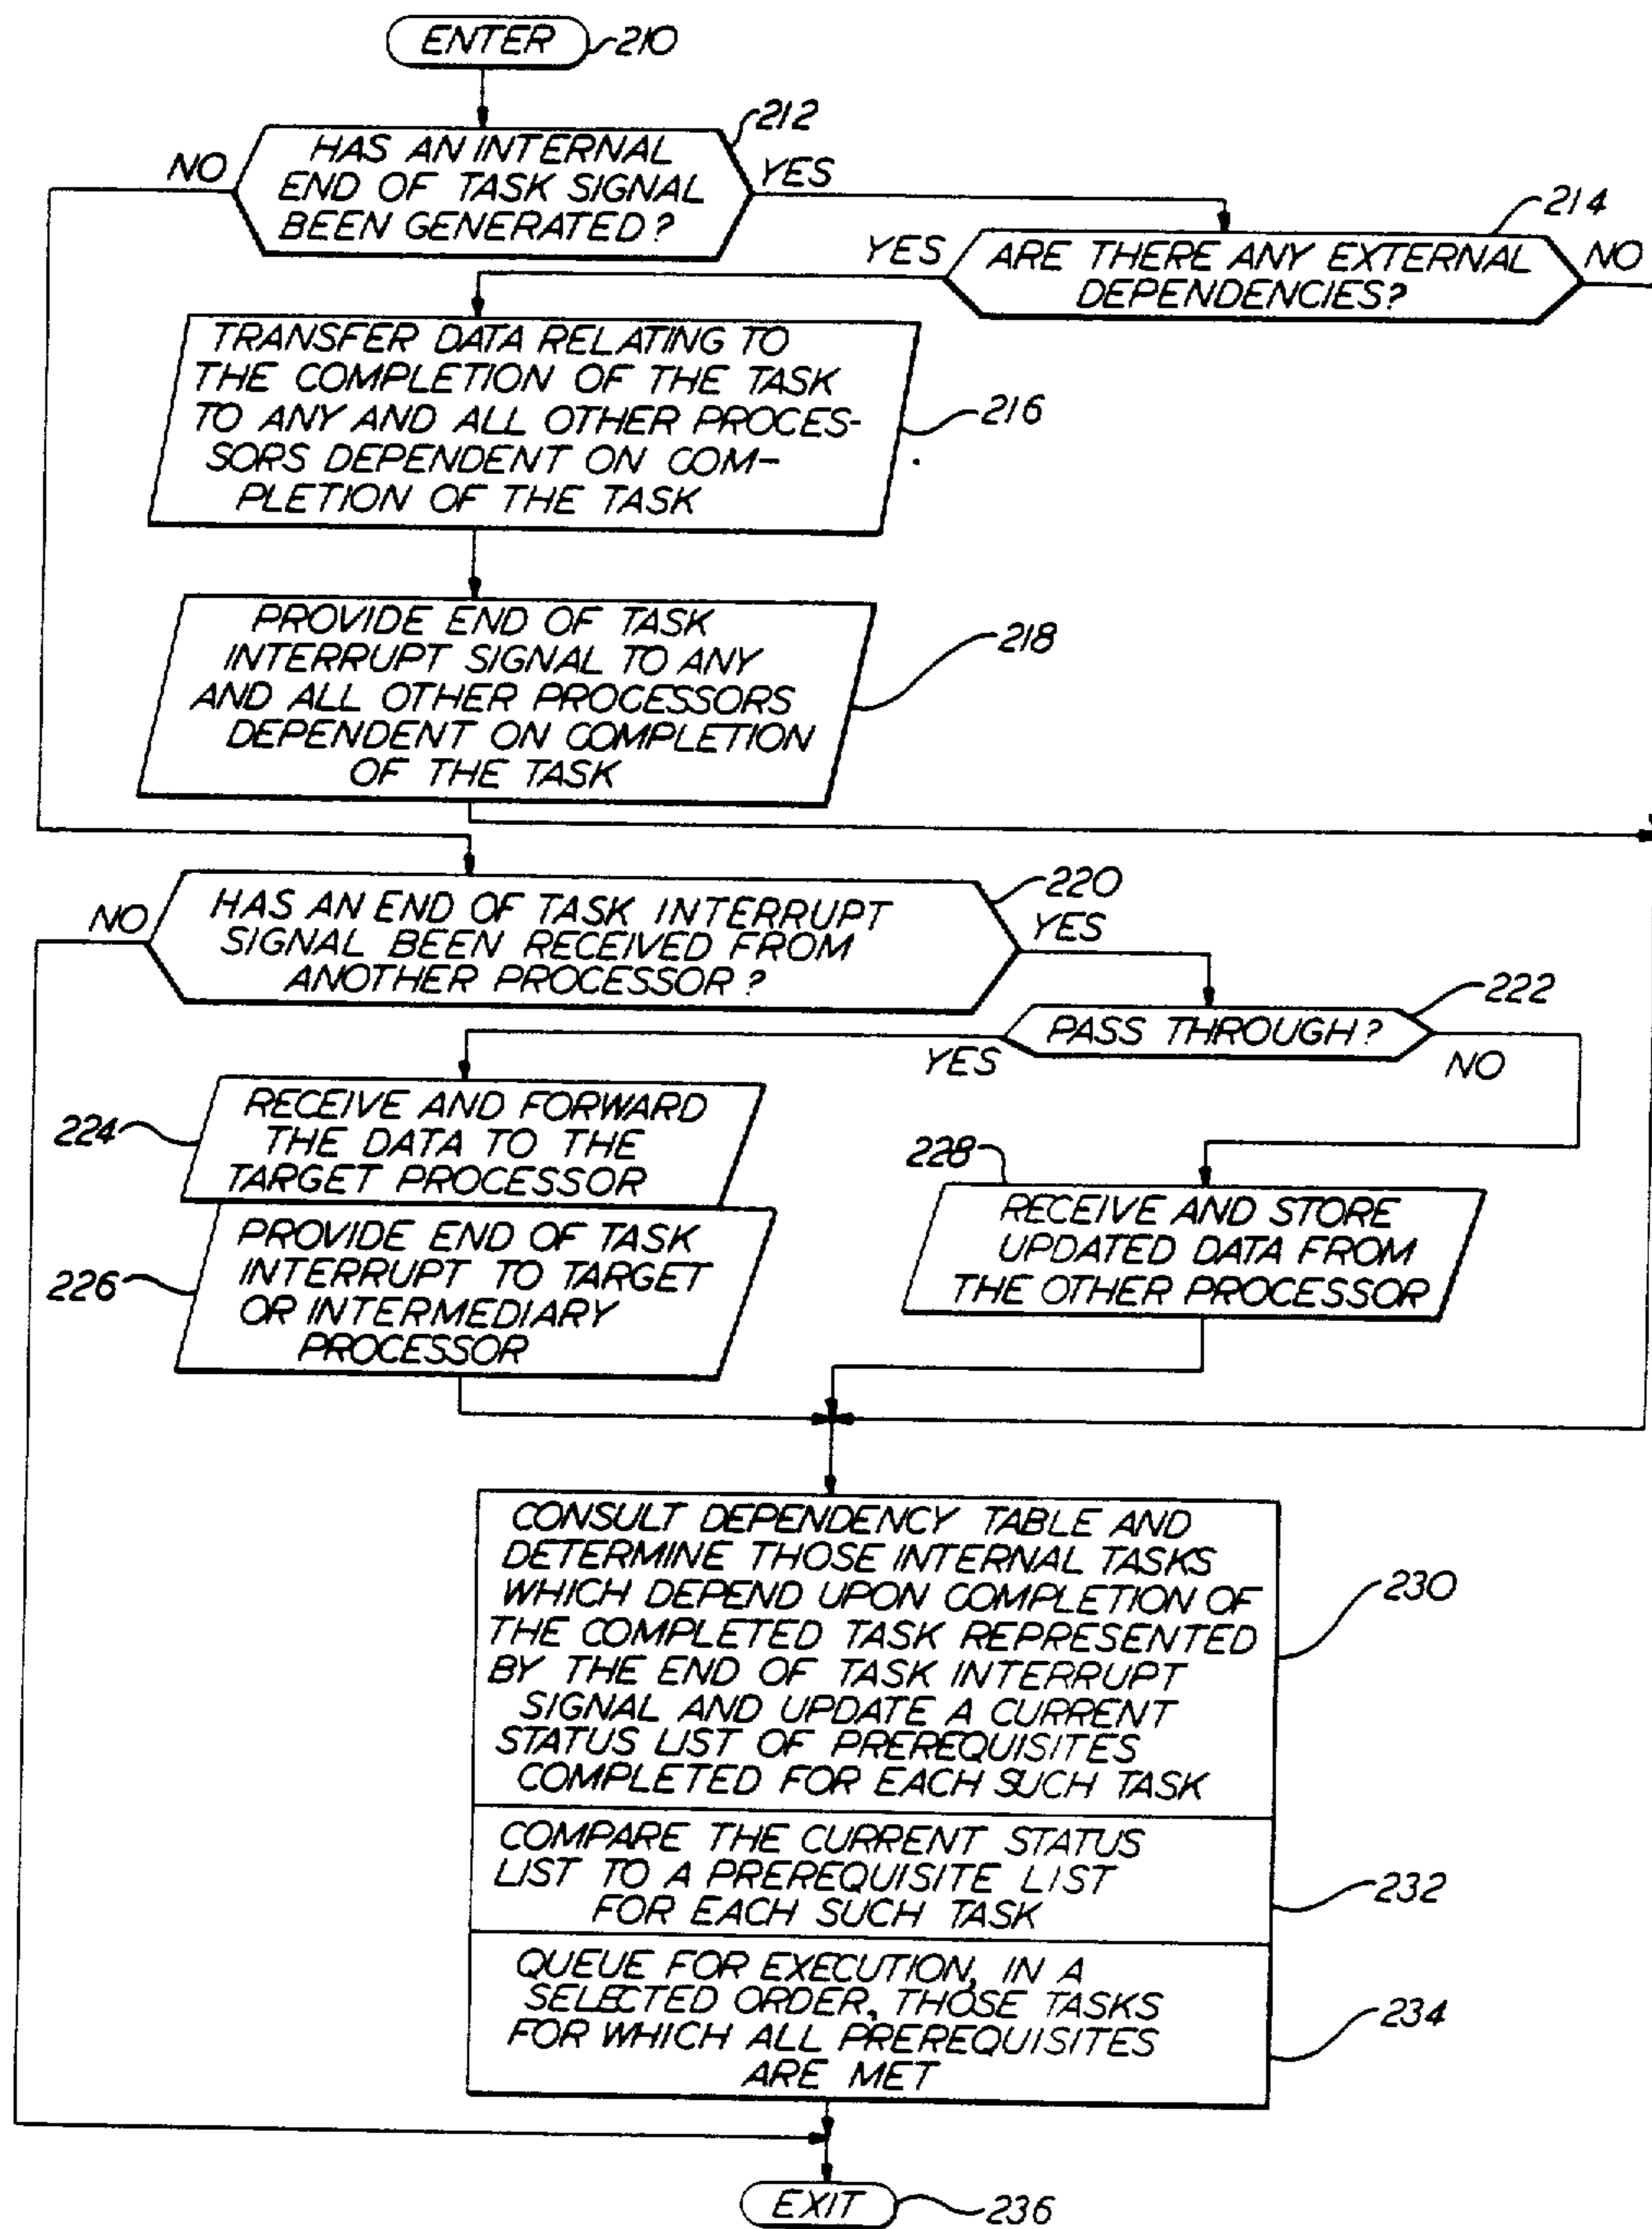 ENTER
210
212
HAS AN INTERNAL
END OF TASK SIGNAL
BEEN GENERATED?
NO
YES
214
ARE THERE ANY EXTERNAL
DEPENDENCIES?
YES
NO
TRANSFER DATA RELATING TO
THE COMPLETION OF THE TASK
TO ANY AND ALL OTHER PROCES-
SORS DEPENDENT ON COM-
PLETION OF THE TASK
216
PROVIDE END OF TASK
INTERRUPT SIGNAL TO ANY
AND ALL OTHER PROCESSORS
DEPENDENT ON COMPLETION
OF THE TASK
218
220
HAS AN END OF TASK INTERRUPT
SIGNAL BEEN RECEIVED FROM
ANOTHER PROCESSOR?
NO
YES
222
PASS THROUGH?
YES
NO
224
RECEIVE AND FORWARD
THE DATA TO THE
TARGET PROCESSOR
226
PROVIDE END OF TASK
INTERRUPT TO TARGET
OR INTERMEDIARY
PROCESSOR
228
RECEIVE AND STORE
UPDATED DATA FROM
THE OTHER PROCESSOR
CONSULT DEPENDENCY TABLE AND
DETERMINE THOSE INTERNAL TASKS
WHICH DEPEND UPON COMPLETION OF
THE COMPLETED TASK REPRESENTED
BY THE END OF TASK INTERRUPT
SIGNAL AND UPDATE A CURRENT
STATUS LIST OF PREREQUISITES
COMPLETED FOR EACH SUCH TASK
230
COMPARE THE CURRENT STATUS
LIST TO A PREREQUISITE LIST
FOR EACH SUCH TASK
232
QUEUE FOR EXECUTION, IN A
SELECTED ORDER, THOSE TASKS
FOR WHICH ALL PREREQUISITES
ARE MET
234
EXIT
236